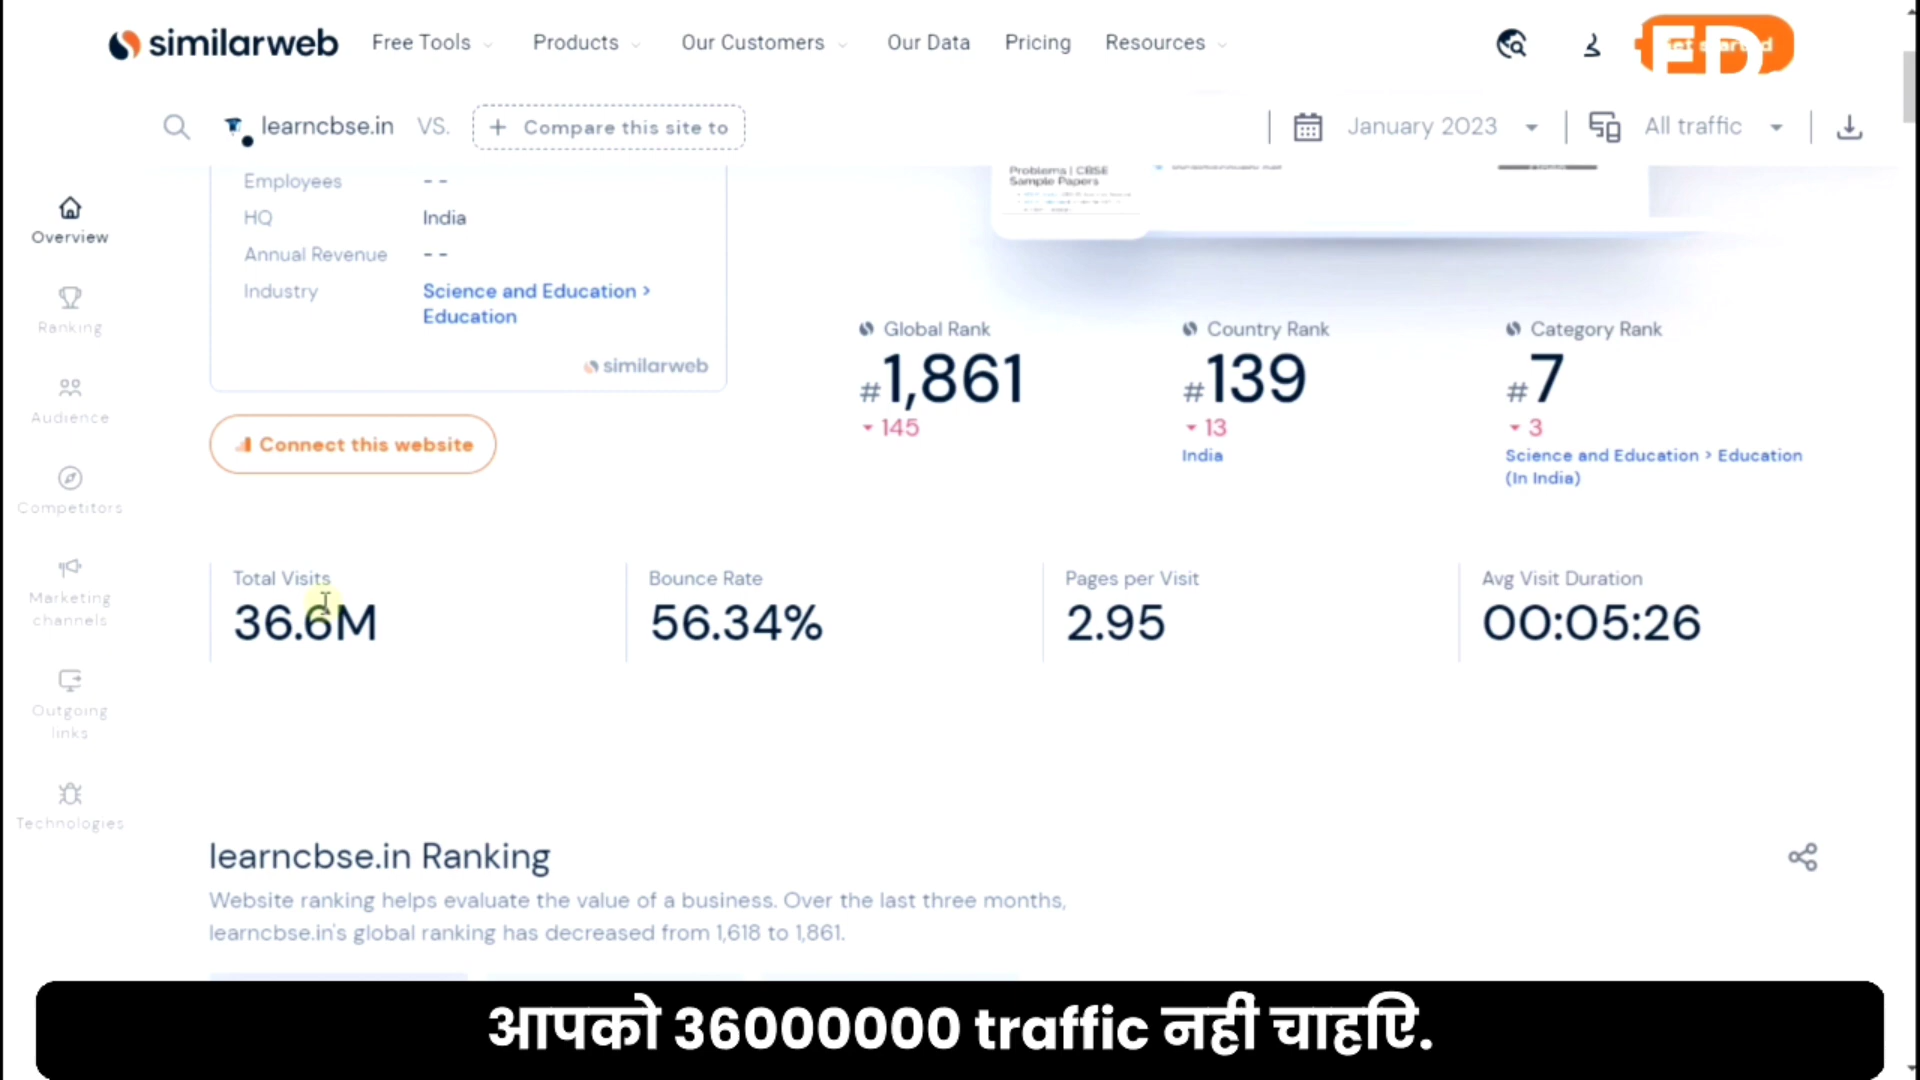 similarweb
Free Tools
Products
Our Customers
Our Data
Pricing
Resources
ED
learncbse.in
VS.
+ Compare this site to
January 2023
All traffic
Problems | CBSE
Sample Papers
Overview
Ranking
Audience
Competitors
Marketing
channels
Outgoing
links
Technologies
Employees - -
HQ India
Annual Revenue - -
Industry Science and Education >
Education
similarweb
Connect this website
Global Rank
#1,861
145
Country Rank
#139
13
India
Category Rank
#7
3
Science and Education > Education
(In India)
Total Visits
36.6M
Bounce Rate
56.34%
Pages per Visit
2.95
Avg Visit Duration
00:05:26
learncbse.in Ranking
Website ranking helps evaluate the value of a business. Over the last three months,
learncbse.in's global ranking has decreased from 1,618 to 1,861.
आपको 36000000 traffic नहीं चाहिए.